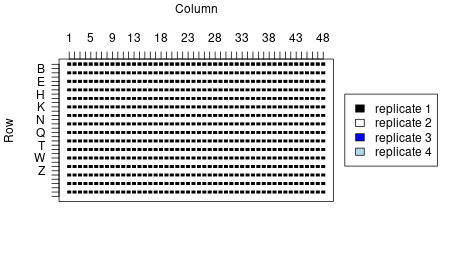 Column
1 5 9 13 18 23 28 33 38 43 48
Row
B
E
H
K
N
Q
T
W
Z
replicate 1
replicate 2
replicate 3
replicate 4